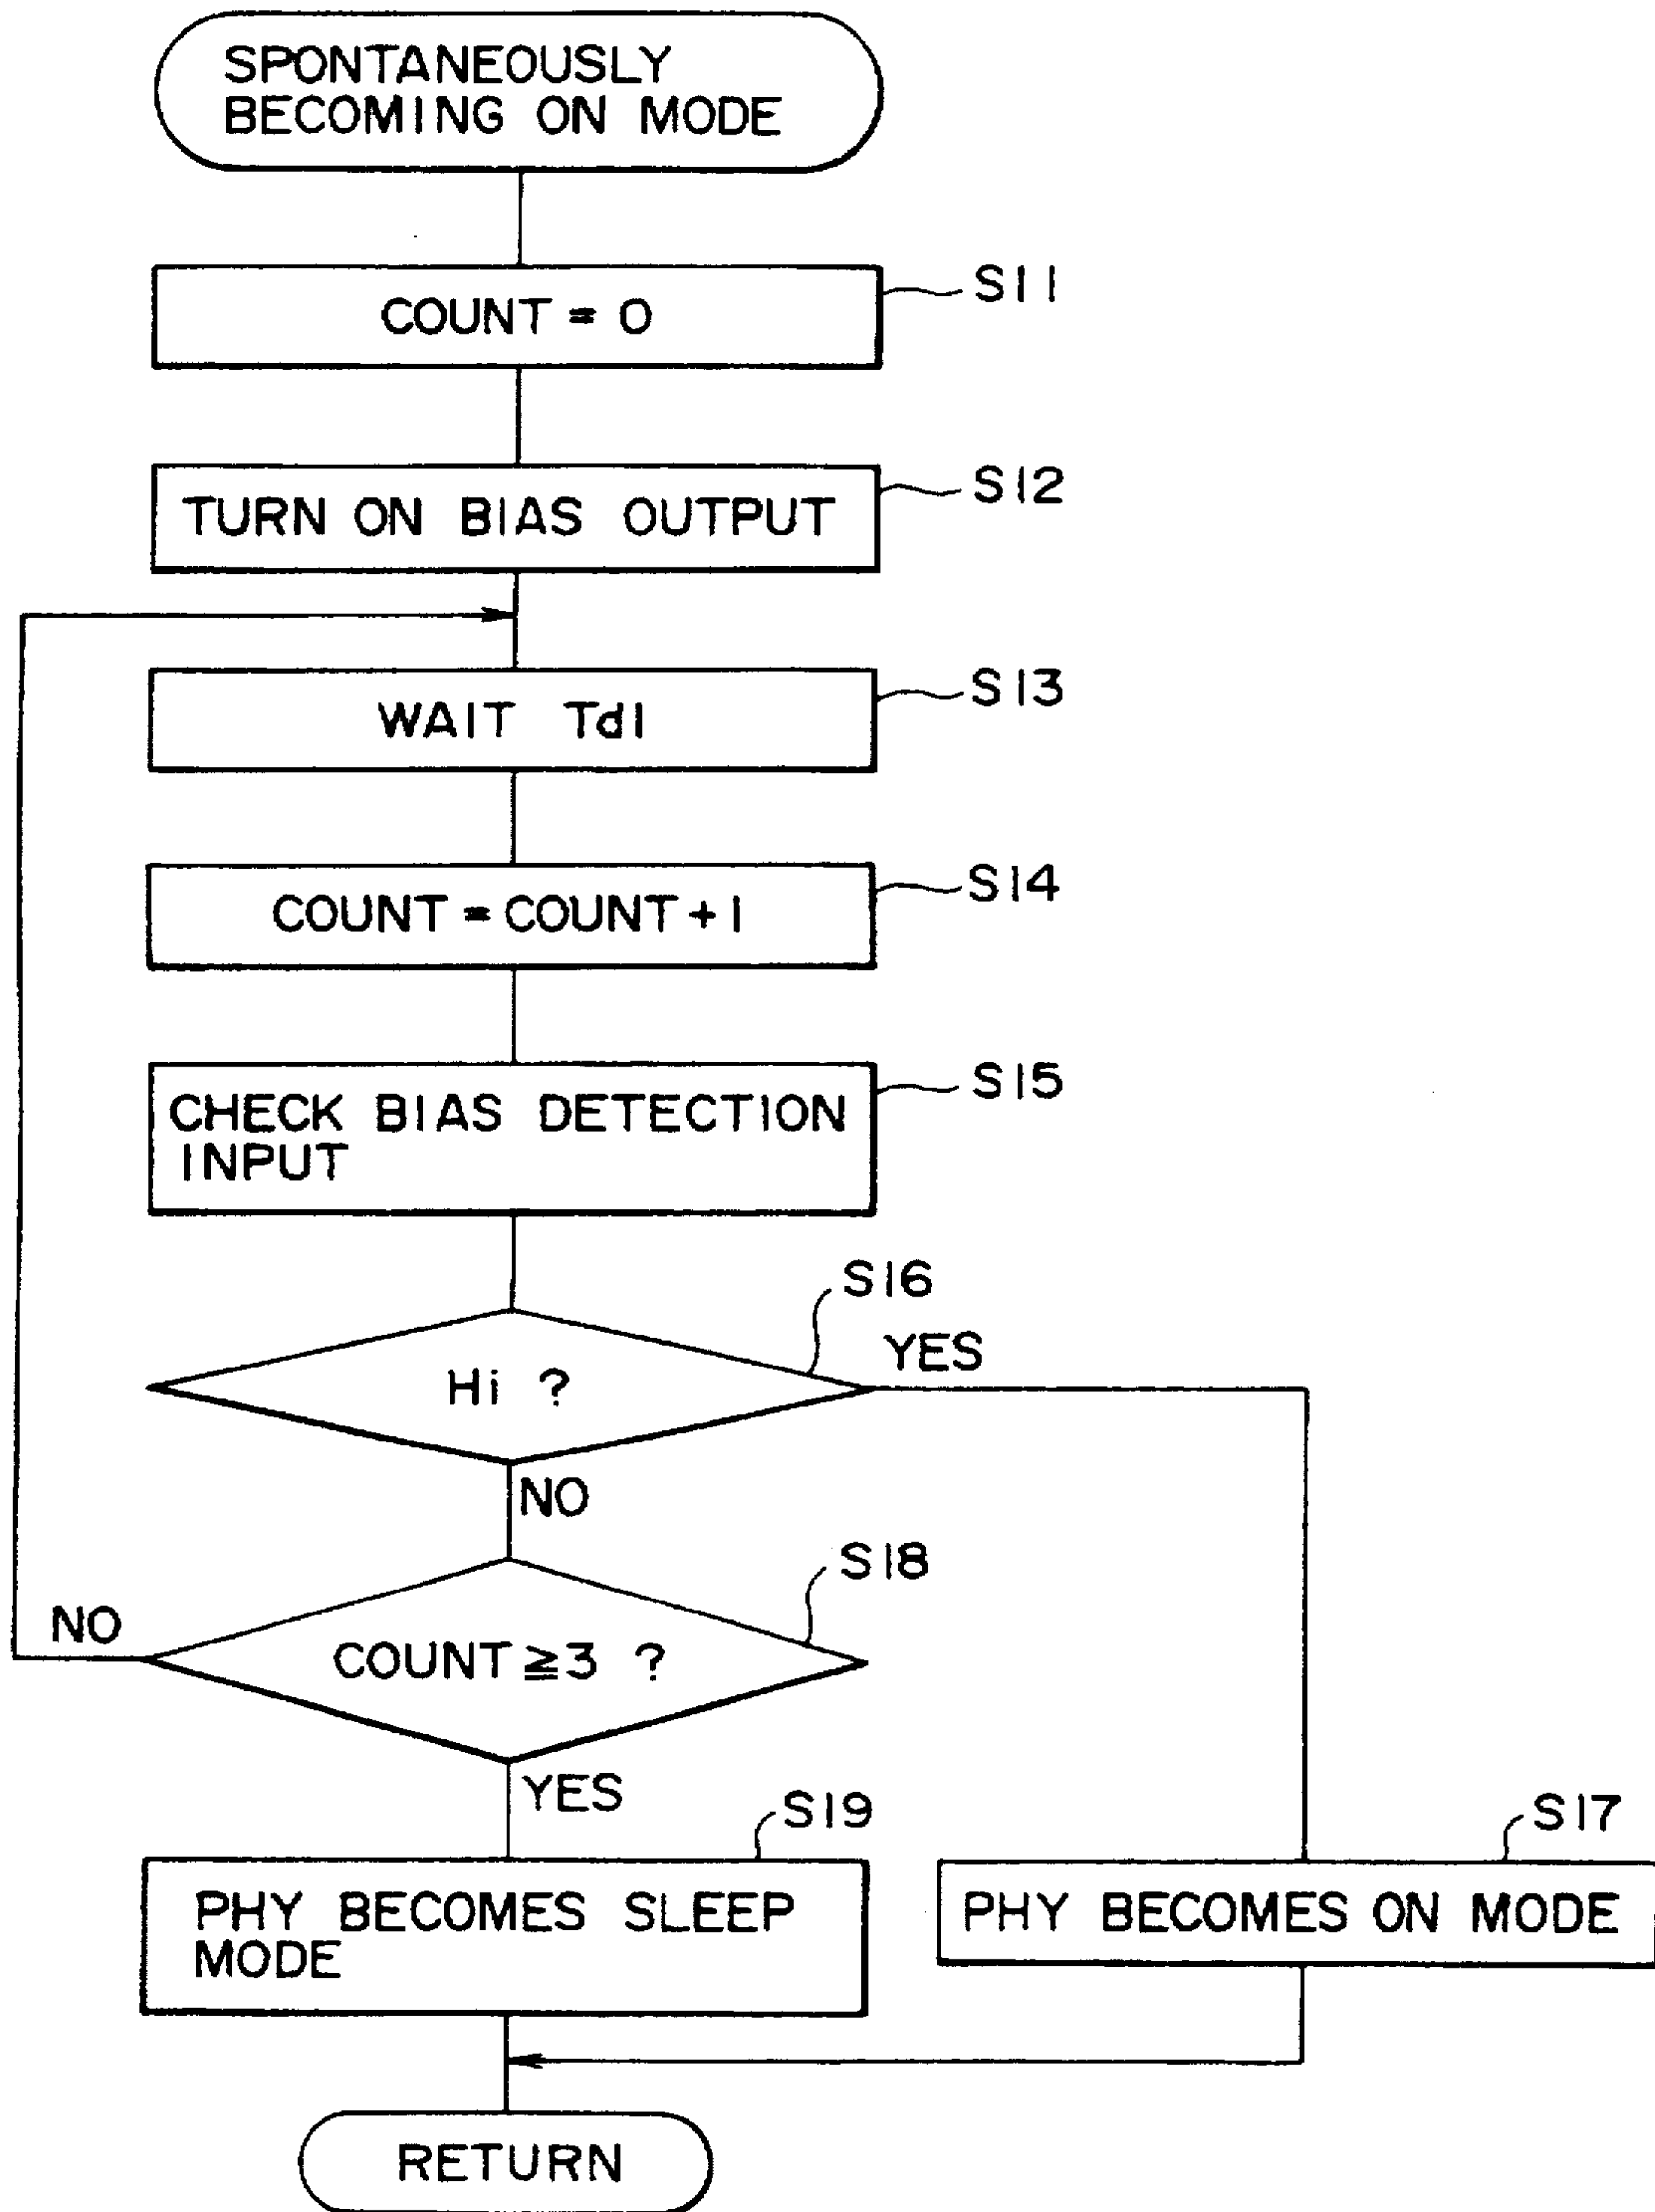 SPONTANEOUSLY
BECOMING ON MODE
COUNT = 0
S11
TURN ON BIAS OUTPUT
S12
WAIT Td1
S13
COUNT = COUNT + 1
S14
CHECK BIAS DETECTION
INPUT
S15
Hi ?
S16
YES
NO
COUNT ≧ 3 ?
S18
NO
YES
PHY BECOMES SLEEP
MODE
S19
PHY BECOMES ON MODE
S17
RETURN